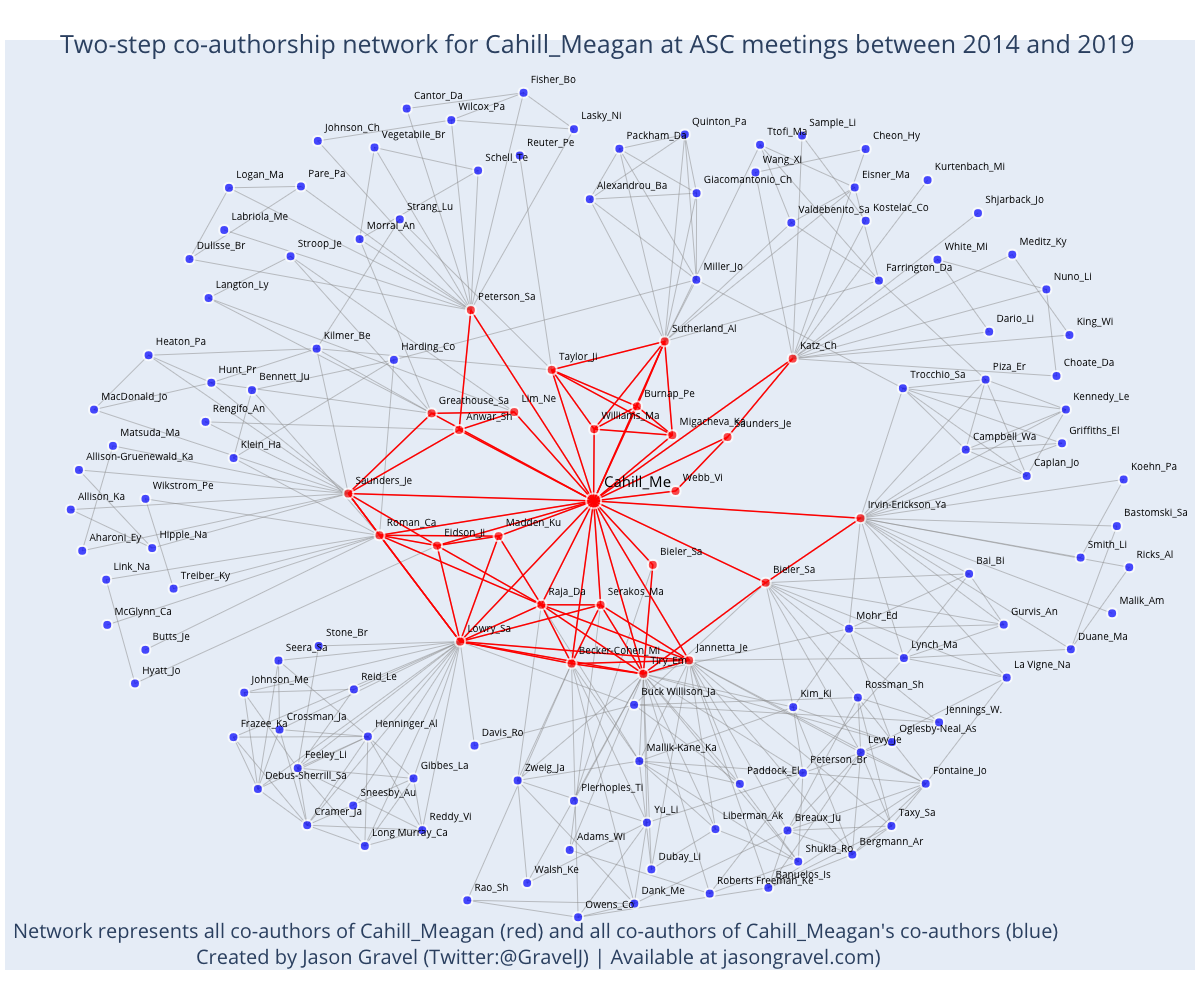 Two-step co-authorship network for Cahill_Meagan at ASC meetings between 2014 and 2019
Fisher_Bo
Cantor_Da
Wilcox_Pa
Lasky_Ni
Johnson_Ch
Vegetabile_Br
Reuter_Pe
Schell_Te
Packham_Da
Quinton_Pa
Ttofi_Ma
Sample_Li
Cheon_Hy
Wang_Xi
Kurtenbach_Mi
Logan_Ma
Pare_Pa
Alexandrou_Ba
Giacomantonio_Ch
Eisner_Ma
Strang_Lu
Labriola_Me
Morral_An
Valdebenito_Sa
Kostelac_Co
Shjarback_Jo
Dulisse_Br
Stroop_Je
White_Mi
Meditz_Ky
Langton_Ly
Miller_Jo
Farrington_Da
Nuno_Li
Peterson_Sa
Sutherland_Al
Katz_Ch
Dario_Li
King_Wi
Kilmer_Be
Harding_Co
Heaton_Pa
Taylor_Ji
Trocchio_Sa
Piza_Er
Choate_Da
Hunt_Pr
Bennett_Ju
Burnap_Pe
Kennedy_Le
MacDonald_Jo
Rengifo_An
Greathouse_Sa
Lim_Ne
Anwar_Sh
Williams_Ma
Migacheva_Ka
Saunders_Je
Matsuda_Ma
Klein_Ha
Campbell_Wa
Griffiths_El
Allison-Gruenewald_Ka
Caplan_Jo
Koehn_Pa
Allison_Ka
Wikstrom_Pe
Saunders_Je
Cahill_Me
Webb_Vi
Irvin-Erickson_Ya
Bastomski_Sa
Aharoni_Ey
Hipple_Na
Roman_Ca
Eidson_Ji
Madden_Ku
Bieler_Sa
Bieler_Sa
Smith_Li
Ricks_Al
Link_Na
Treiber_Ky
Raja_Da
Serakos_Ma
Bai_Bi
Malik_Am
McGlynn_Ca
Mohr_Ed
Gurvis_An
Butts_Je
Stone_Br
Lowry_Sa
Lynch_Ma
Duane_Ma
Hyatt_Jo
Seera_Sa
Becker-Cohen_Mi
Tiry_Em
Jannetta_Je
La Vigne_Na
Johnson_Me
Reid_Le
Buck Willison_Ja
Kim_Ki
Rossman_Sh
Jennings_W.
Frazee_Ka
Crossman_Ja
Henninger_Al
Davis_Ro
Levy_Je
Oglesby-Neal_As
Feeley_Li
Mallik-Kane_Ka
Peterson_Br
Debus-Sherrill_Sa
Gibbes_La
Zweig_Ja
Paddock_El
Fontaine_Jo
Sneesby_Au
Pierhoples_Ti
Cramer_Ja
Reddy_Vi
Yu_Li
Liberman_Ak
Breaux_Ju
Taxy_Sa
Long Murray_Ca
Adams_Wi
Shukla_Ro
Bergmann_Ar
Walsh_Ke
Dubay_Li
Banuelos_Is
Rao_Sh
Dank_Me
Roberts Freeman_Ke
Owens_Co
Network represents all co-authors of Cahill_Meagan (red) and all co-authors of Cahill_Meagan's co-authors (blue)
Created by Jason Gravel (Twitter:@GravelJ) | Available at jasongravel.com)